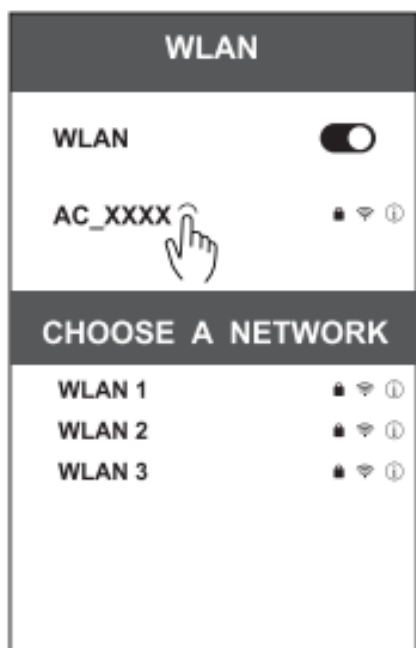 WLAN
WLAN
AC_XXXX
CHOOSE A NETWORK
WLAN 1
WLAN 2
WLAN 3